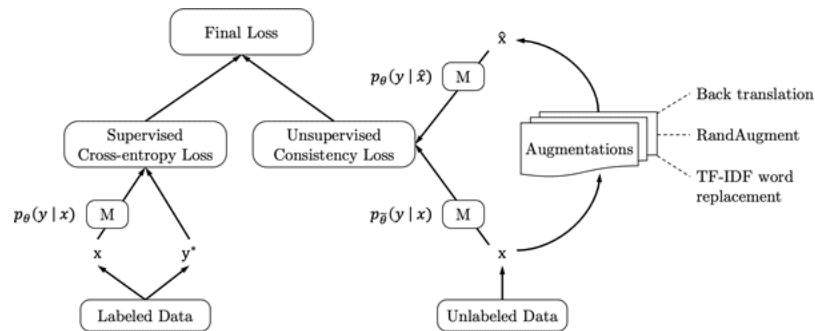 Final Loss
x̂
p_θ(y | x̂)
M
Back translation
Supervised
Cross-entropy Loss
Unsupervised
Consistency Loss
Augmentations
RandAugment
TF-IDF word
replacement
p_θ(y | x)
M
p_θ̃(y | x)
M
x
y*
x
Labeled Data
Unlabeled Data